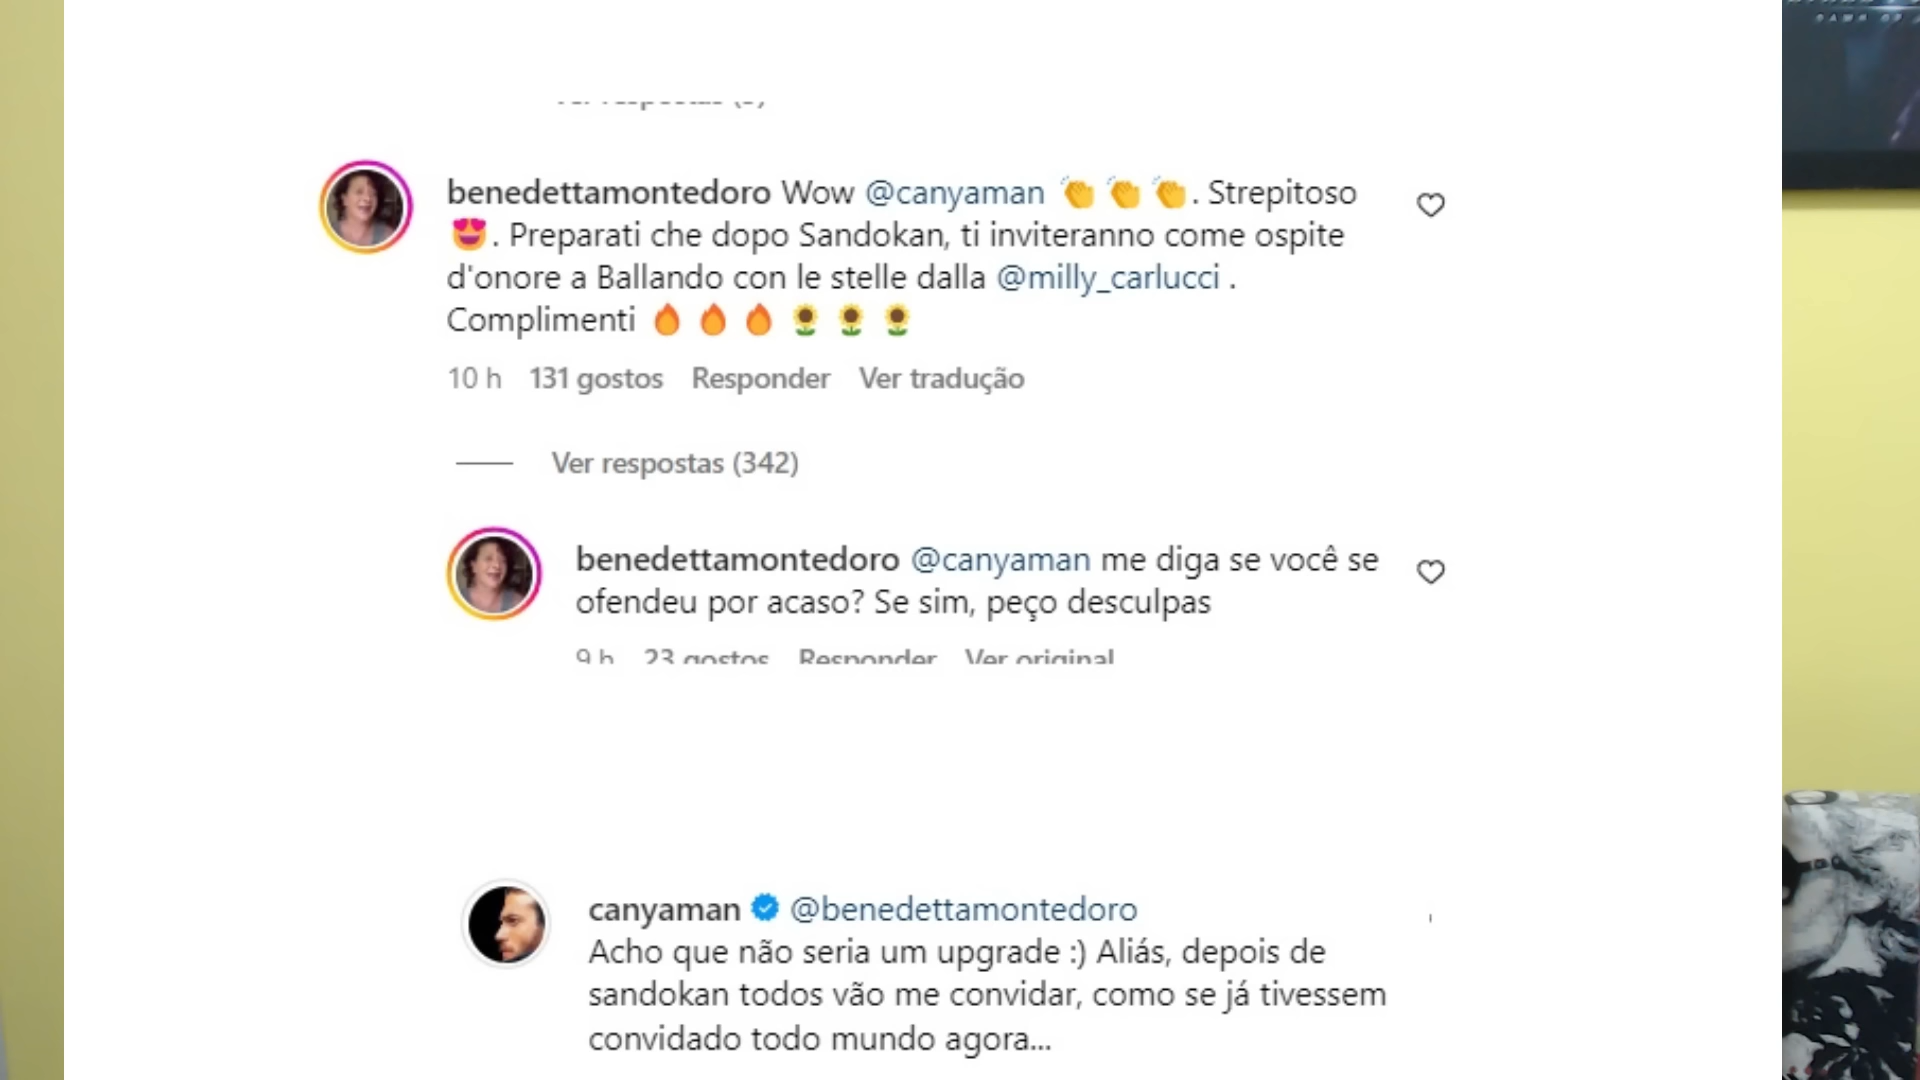 Ver respostas
benedettamontedoro Wow @canyaman 👏 👏 👏. Strepitoso
😍. Preparati che dopo Sandokan, ti inviteranno come ospite
d'onore a Ballando con le stelle dalla @milly_carlucci .
Complimenti 🔥 🔥 🔥 🌻 🌻 🌻
10 h 131 gostos Responder Ver tradução
Ver respostas (342)
benedettamontedoro @canyaman me diga se você se
ofendeu por acaso? Se sim, peço desculpas
9 h 23 gostos Responder Ver original
canyaman @benedettamontedoro
Acho que não seria um upgrade :) Aliás, depois de
sandokan todos vão me convidar, como se já tivessem
convidado todo mundo agora...